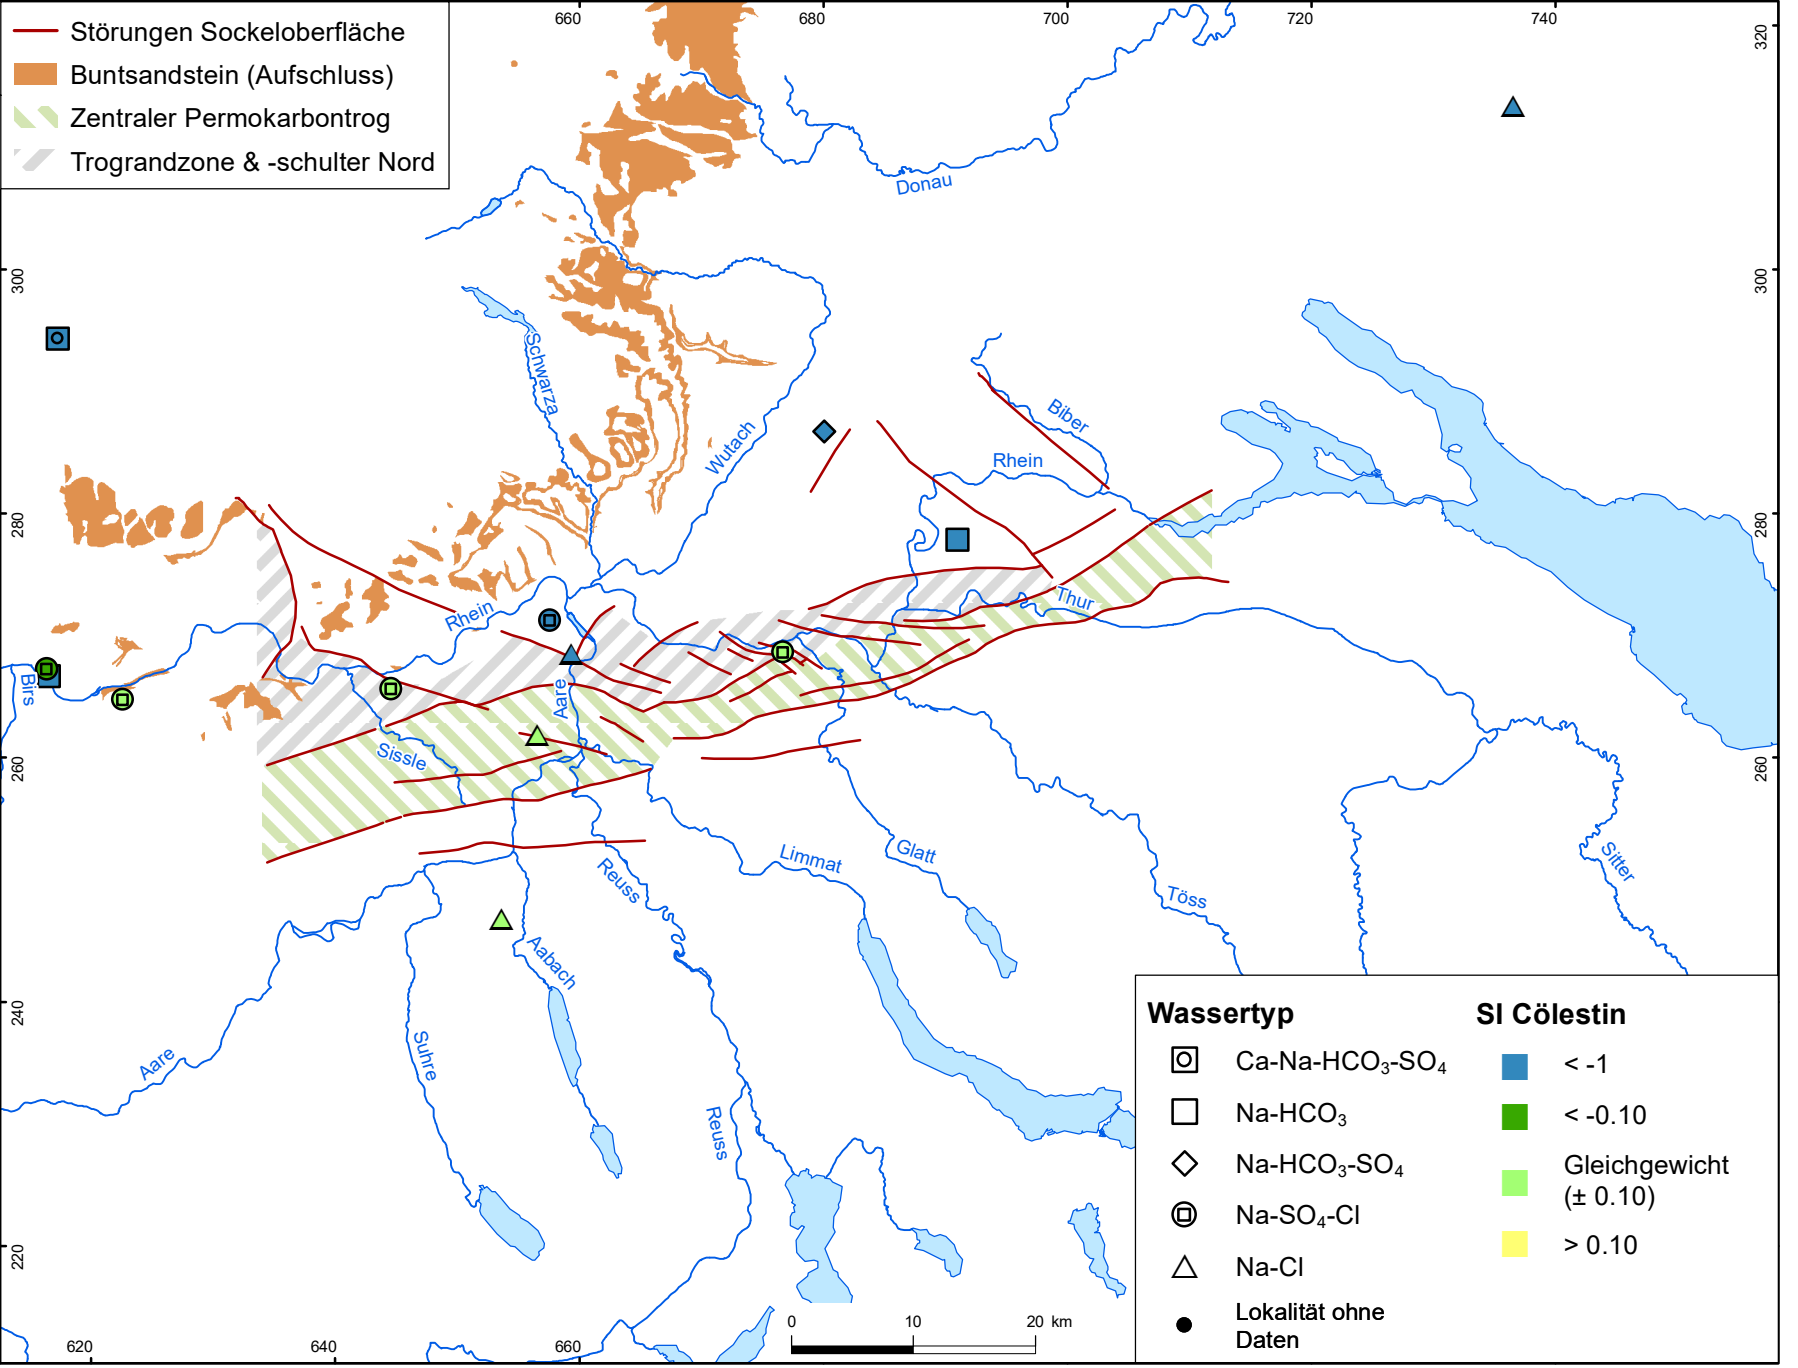 660
680
700
720
740
320
Störungen Sockeloberfläche
Buntsandstein (Aufschluss)
Zentraler Permokarbontrog
Trograndzone & -schulter Nord
Donau
300
300
Schwarza
Wutach
Biber
Rhein
280
280
Rhein
Thur
Birs
Aare
Sissle
260
260
Limmat
Glatt
Reuss
Töss
Sitter
Aabach
240
Aare
Suhre
Reuss
220
Wassertyp
Ca-Na-HCO₃-SO₄
Na-HCO₃
Na-HCO₃-SO₄
Na-SO₄-Cl
Na-Cl
Lokalität ohne
Daten
SI Cölestin
< -1
< -0.10
Gleichgewicht
(± 0.10)
> 0.10
0 10 20 km
620
640
660